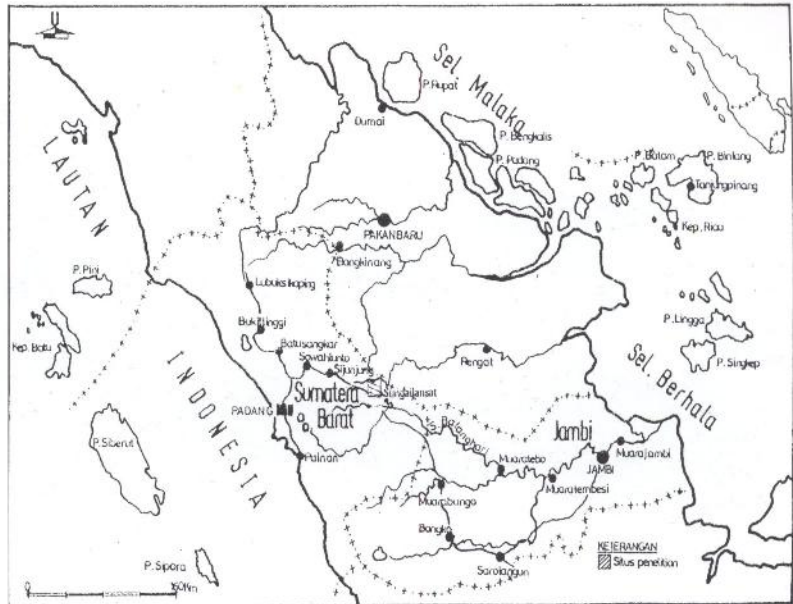 U
Sel. Malaka
P. Rupat
Dumai
P. Bengkalis
P. Padang
P. Batam
P. Bintang
Tanjungpinang
Kep. Riau
LAUTAN
INDONESIA
PAKANBARU
Bangkinang
P. Pini
Lubuksikaping
Kep. Batu
Bukittinggi
Batusangkar
Sawahlunto
Sijunjung
Rengat
P. Lingga
P. Singkep
Sel. Berhala
Sumatera
Barat
PADANG
P. Siberut
Painan
Batanghari
Jambi
Muaratebo
JAMBI
Muarajambi
Muaratembesi
Muarabungo
Bangko
Sarolangun
P. Sipora
KETERANGAN
Situs penelitian
0
160Km